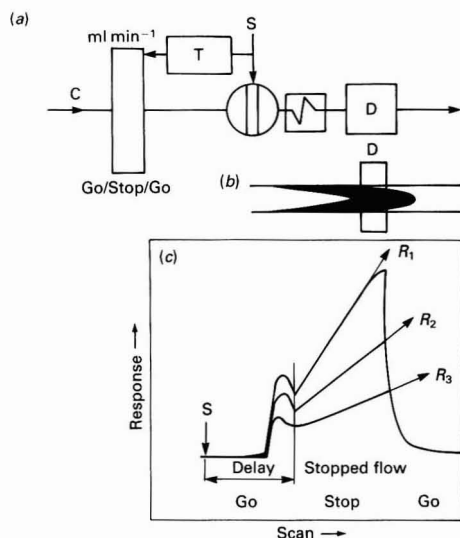 (a)
ml min⁻¹
S
T
C
D
Go/Stop/Go
D
(b)
(c)
R₁
R₂
R₃
S
Response →
Delay
Stopped flow
Go
Stop
Go
Scan →